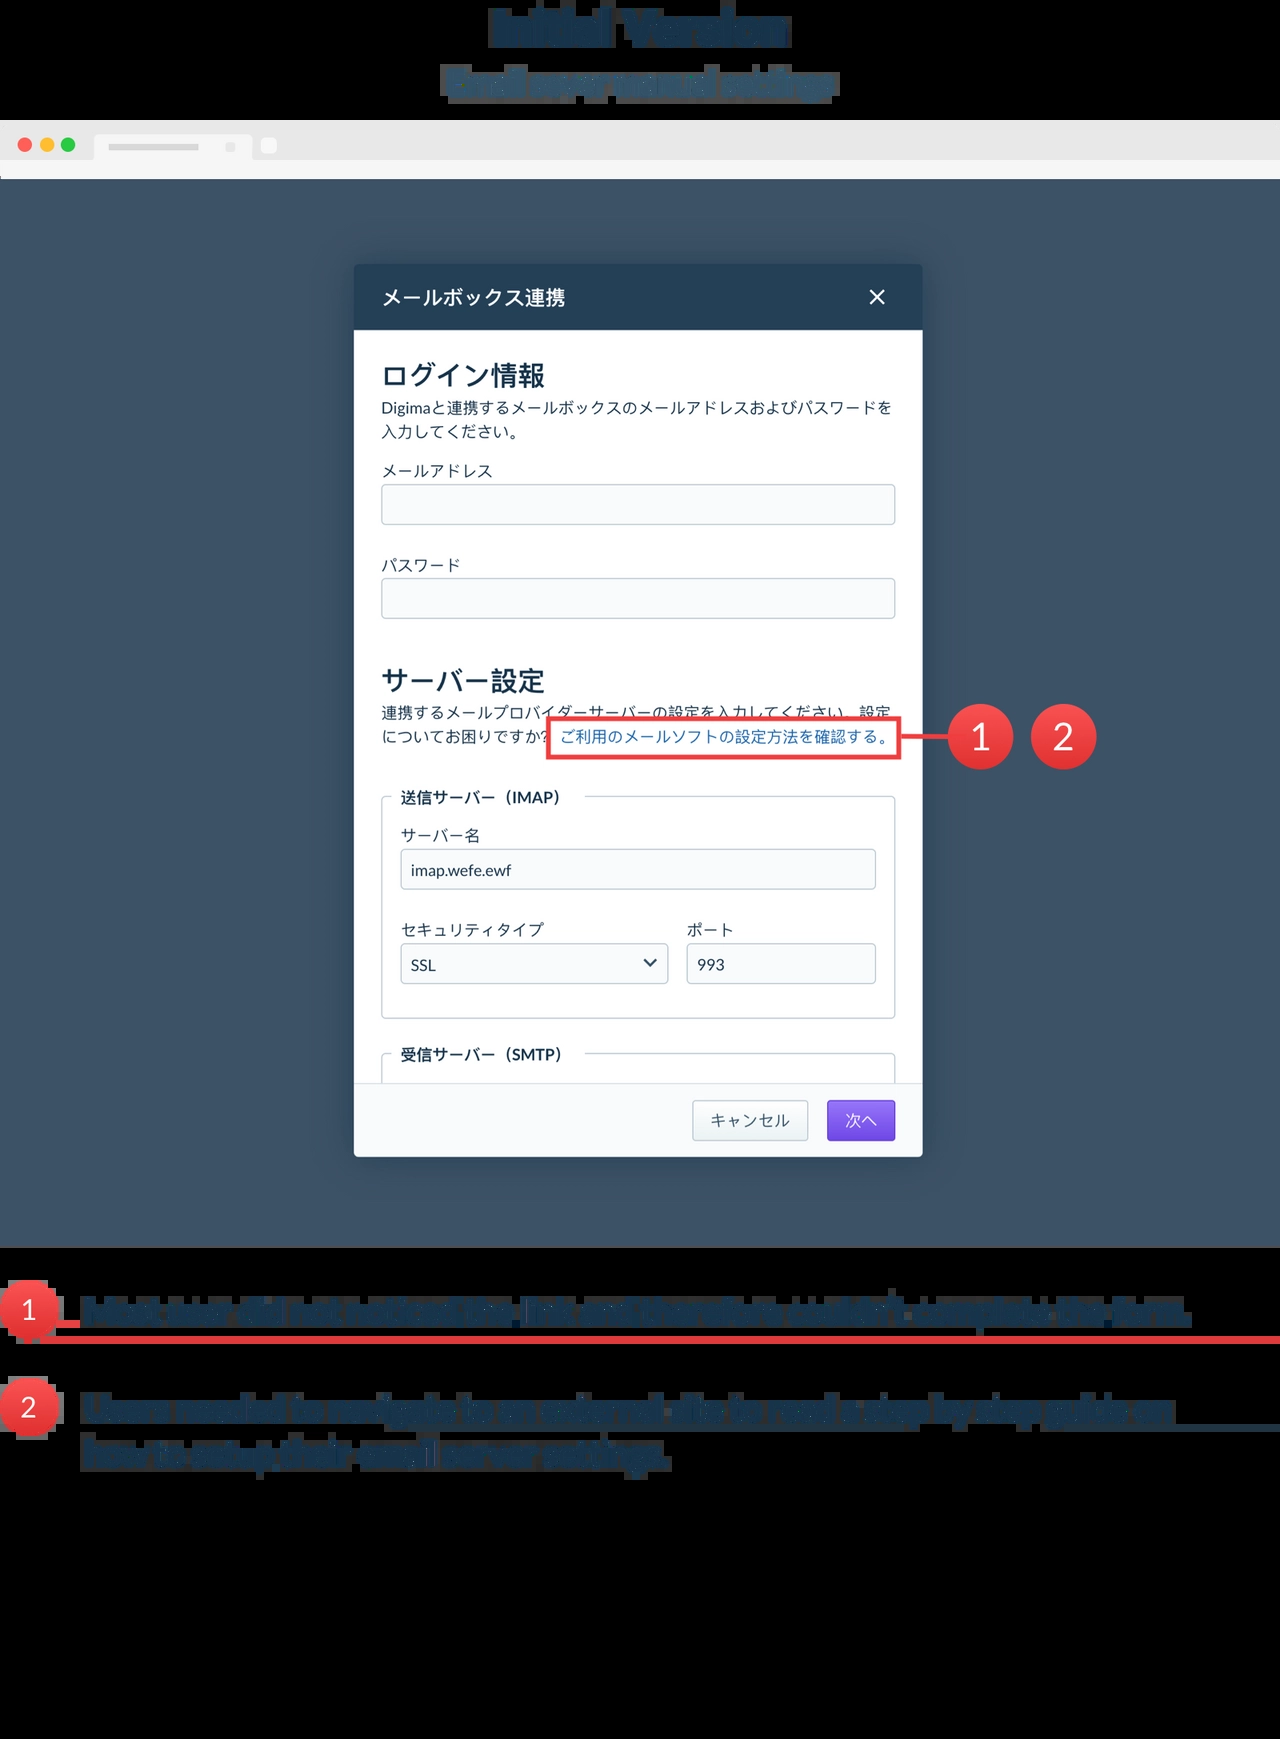 Initial Version
Email server manual settings
メールボックス連携
ログイン情報
Digimaと連携するメールボックスのメールアドレスおよびパスワードを
入力してください。
メールアドレス
パスワード
サーバー設定
連携するメールプロバイダーサーバーの設定を入力してください。設定
についてお困りですか? ご利用のメールソフトの設定方法を確認する。
1 2
送信サーバー（IMAP）
サーバー名
imap.wefe.ewf
セキュリティタイプ ポート
SSL 993
受信サーバー（SMTP）
キャンセル 次へ
1 Most user did not noticed the link and therefore couldn't complete the form.
2 Users needed to navigate to an external site to read a step by step guide on
how to setup their email server settings.